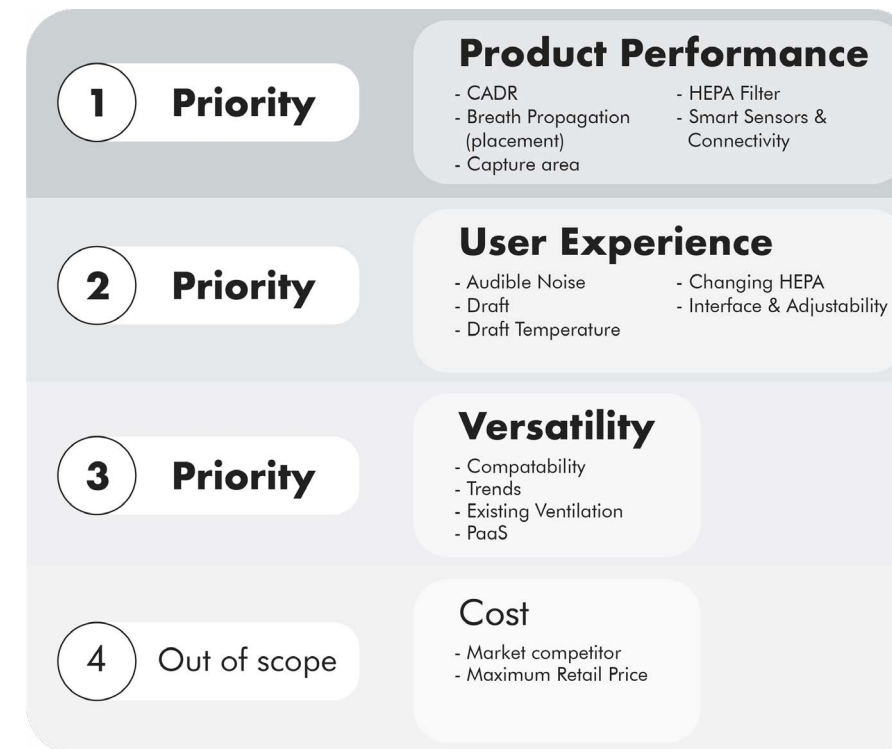 1 Priority
Product Performance
- CADR
- Breath Propagation
(placement)
- Capture area
- HEPA Filter
- Smart Sensors &
Connectivity
2 Priority
User Experience
- Audible Noise
- Draft
- Draft Temperature
- Changing HEPA
- Interface & Adjustability
3 Priority
Versatility
- Compatability
- Trends
- Existing Ventilation
- PaaS
4 Out of scope
Cost
- Market competitor
- Maximum Retail Price